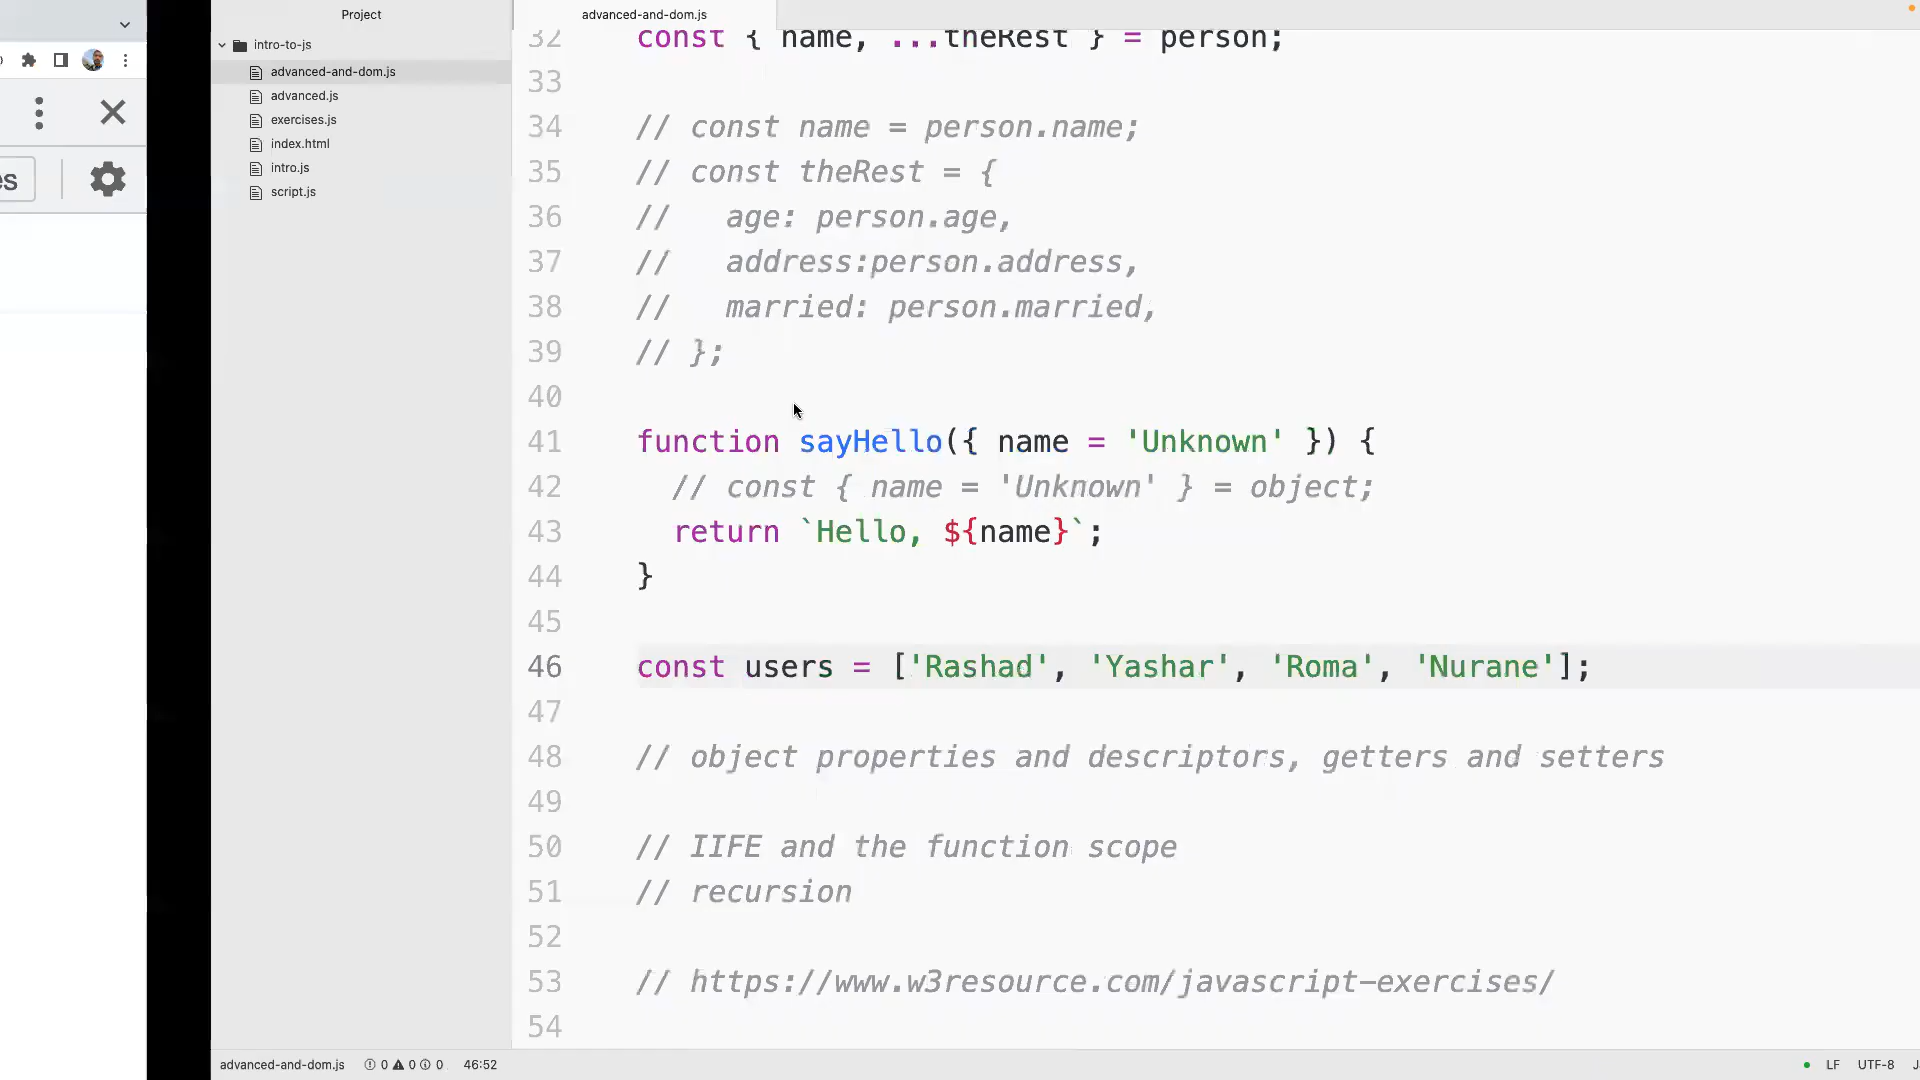 Project
advanced-and-dom.js
intro-to-js
advanced-and-dom.js
advanced.js
exercises.js
index.html
intro.js
script.js
es
32 const { name, ...theRest } = person;
33
34 // const name = person.name;
35 // const theRest = {
36 //   age: person.age,
37 //   address:person.address,
38 //   married: person.married,
39 // };
40
41 function sayHello({ name = 'Unknown' }) {
42   // const { name = 'Unknown' } = object;
43   return `Hello, ${name}`;
44 }
45
46 const users = ['Rashad', 'Yashar', 'Roma', 'Nurane'];
47
48 // object properties and descriptors, getters and setters
49
50 // IIFE and the function scope
51 // recursion
52
53 // https://www.w3resource.com/javascript-exercises/
54
advanced-and-dom.js 0 0 0 46:52 LF UTF-8